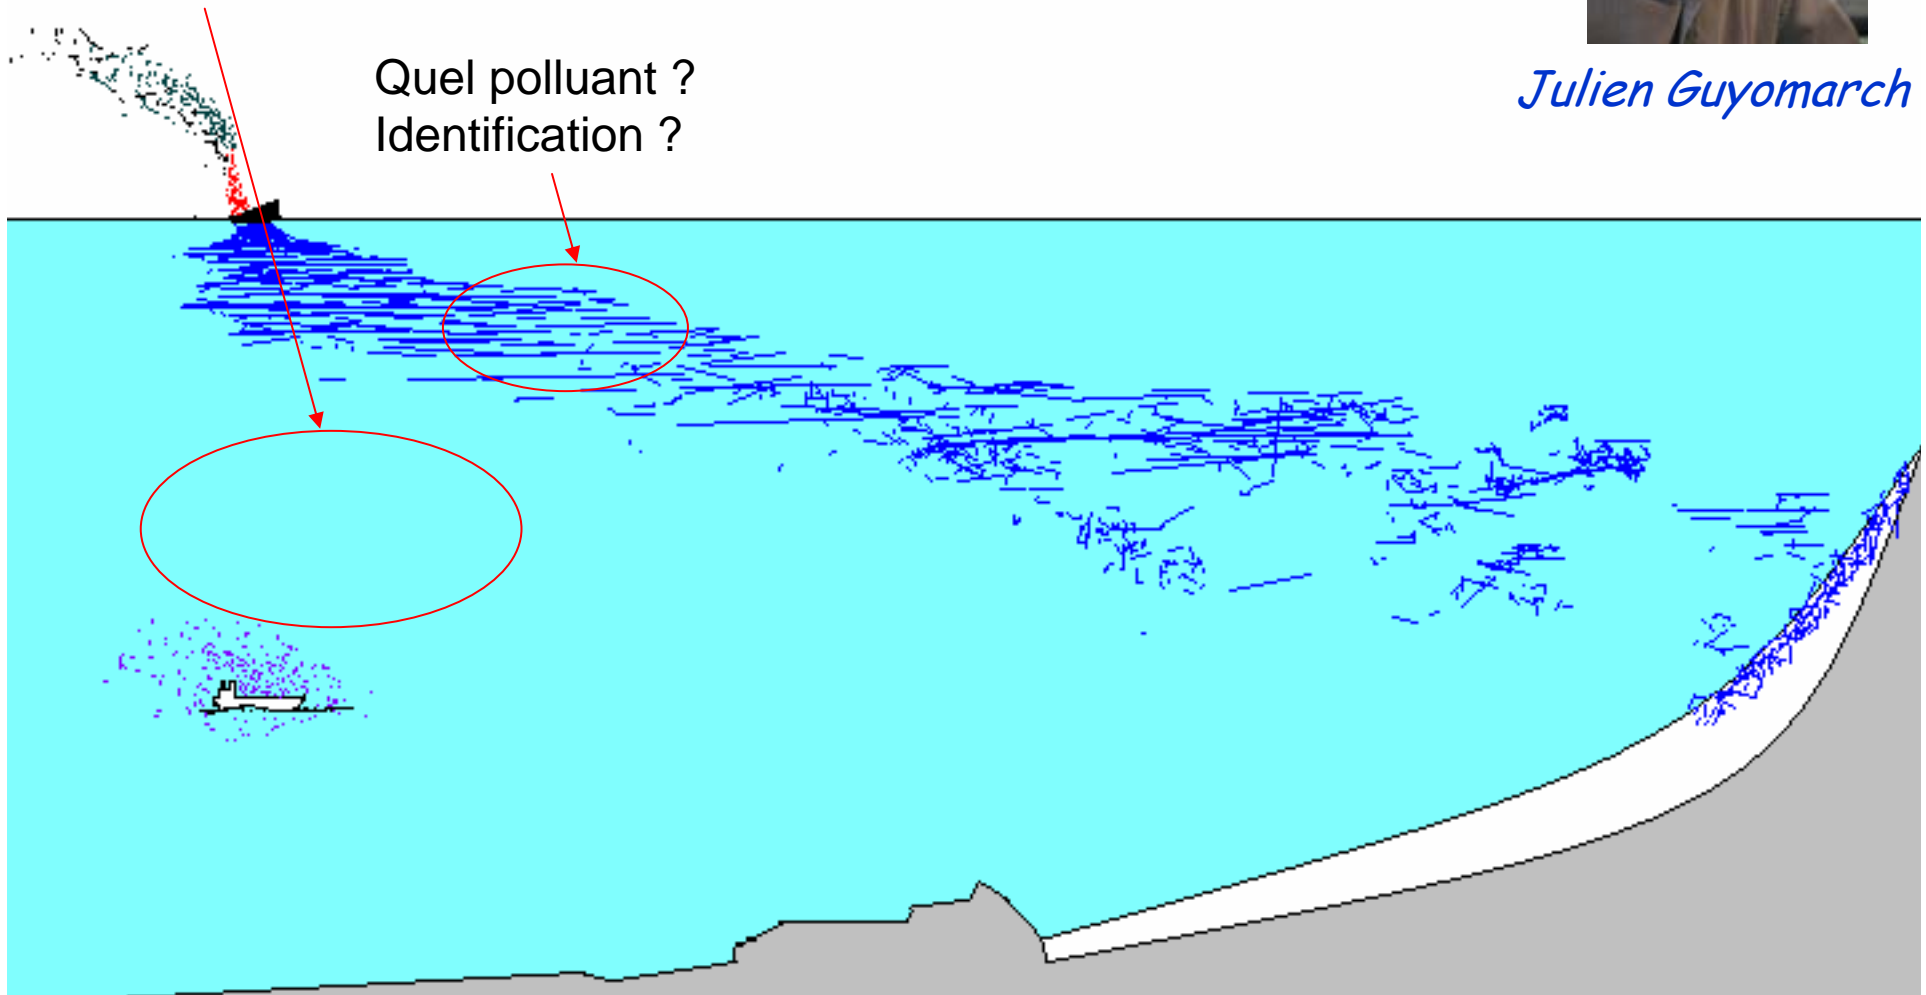 Quel polluant ?
Identification ?
Julien Guyomarch